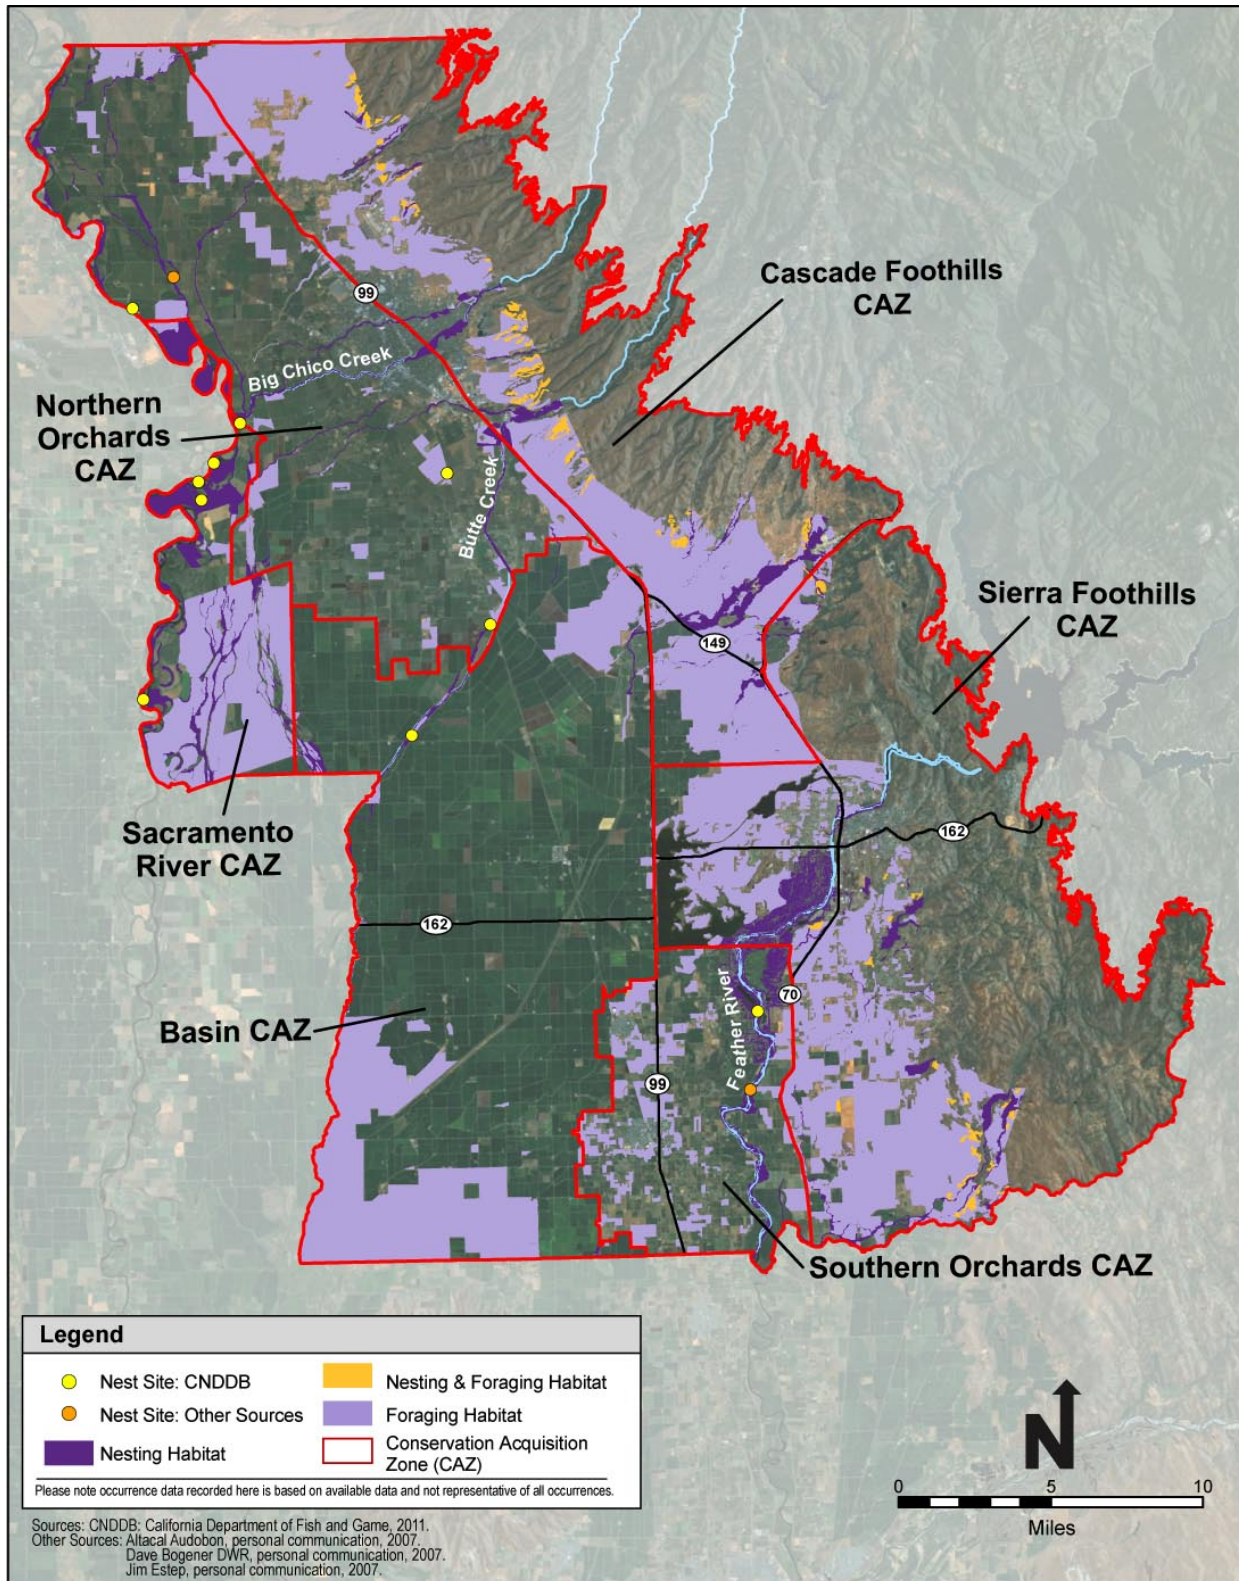 Cascade Foothills
CAZ
99
Big Chico Creek
Northern
Orchards
CAZ
Butte Creek
Sierra Foothills
CAZ
149
Sacramento
River CAZ
162
162
Basin CAZ
Feather River
70
99
Southern Orchards CAZ
Legend
Nest Site: CNDDB
Nest Site: Other Sources
Nesting Habitat
Nesting & Foraging Habitat
Foraging Habitat
Conservation Acquisition
Zone (CAZ)
Please note occurrence data recorded here is based on available data and not representative of all occurrences.
Sources: CNDDB: California Department of Fish and Game, 2011.
Other Sources: Altacal Audobon, personal communication, 2007.
Dave Bogener DWR, personal communication, 2007.
Jim Estep, personal communication, 2007.
N
0 5 10
Miles